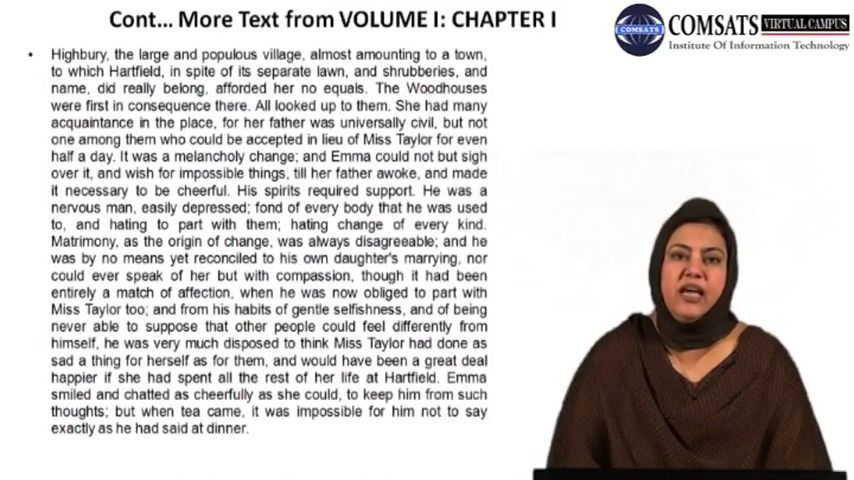 Cont... More Text from VOLUME I: CHAPTER I
COMSATS VIRTUAL CAMPUS
Institute Of Information Technology
COMSATS
• Highbury, the large and populous village, almost amounting to a town,
to which Hartfield, in spite of its separate lawn, and shrubberies, and
name, did really belong, afforded her no equals. The Woodhouses
were first in consequence there. All looked up to them. She had many
acquaintance in the place, for her father was universally civil, but not
one among them who could be accepted in lieu of Miss Taylor for even
half a day. It was a melancholy change; and Emma could not but sigh
over it, and wish for impossible things, till her father awoke, and made
it necessary to be cheerful. His spirits required support. He was a
nervous man, easily depressed; fond of every body that he was used
to, and hating to part with them; hating change of every kind.
Matrimony, as the origin of change, was always disagreeable; and he
was by no means yet reconciled to his own daughter's marrying, nor
could ever speak of her but with compassion, though it had been
entirely a match of affection, when he was now obliged to part with
Miss Taylor too; and from his habits of gentle selfishness, and of being
never able to suppose that other people could feel differently from
himself, he was very much disposed to think Miss Taylor had done as
sad a thing for herself as for them, and would have been a great deal
happier if she had spent all the rest of her life at Hartfield. Emma
smiled and chatted as cheerfully as she could, to keep him from such
thoughts; but when tea came, it was impossible for him not to say
exactly as he had said at dinner.